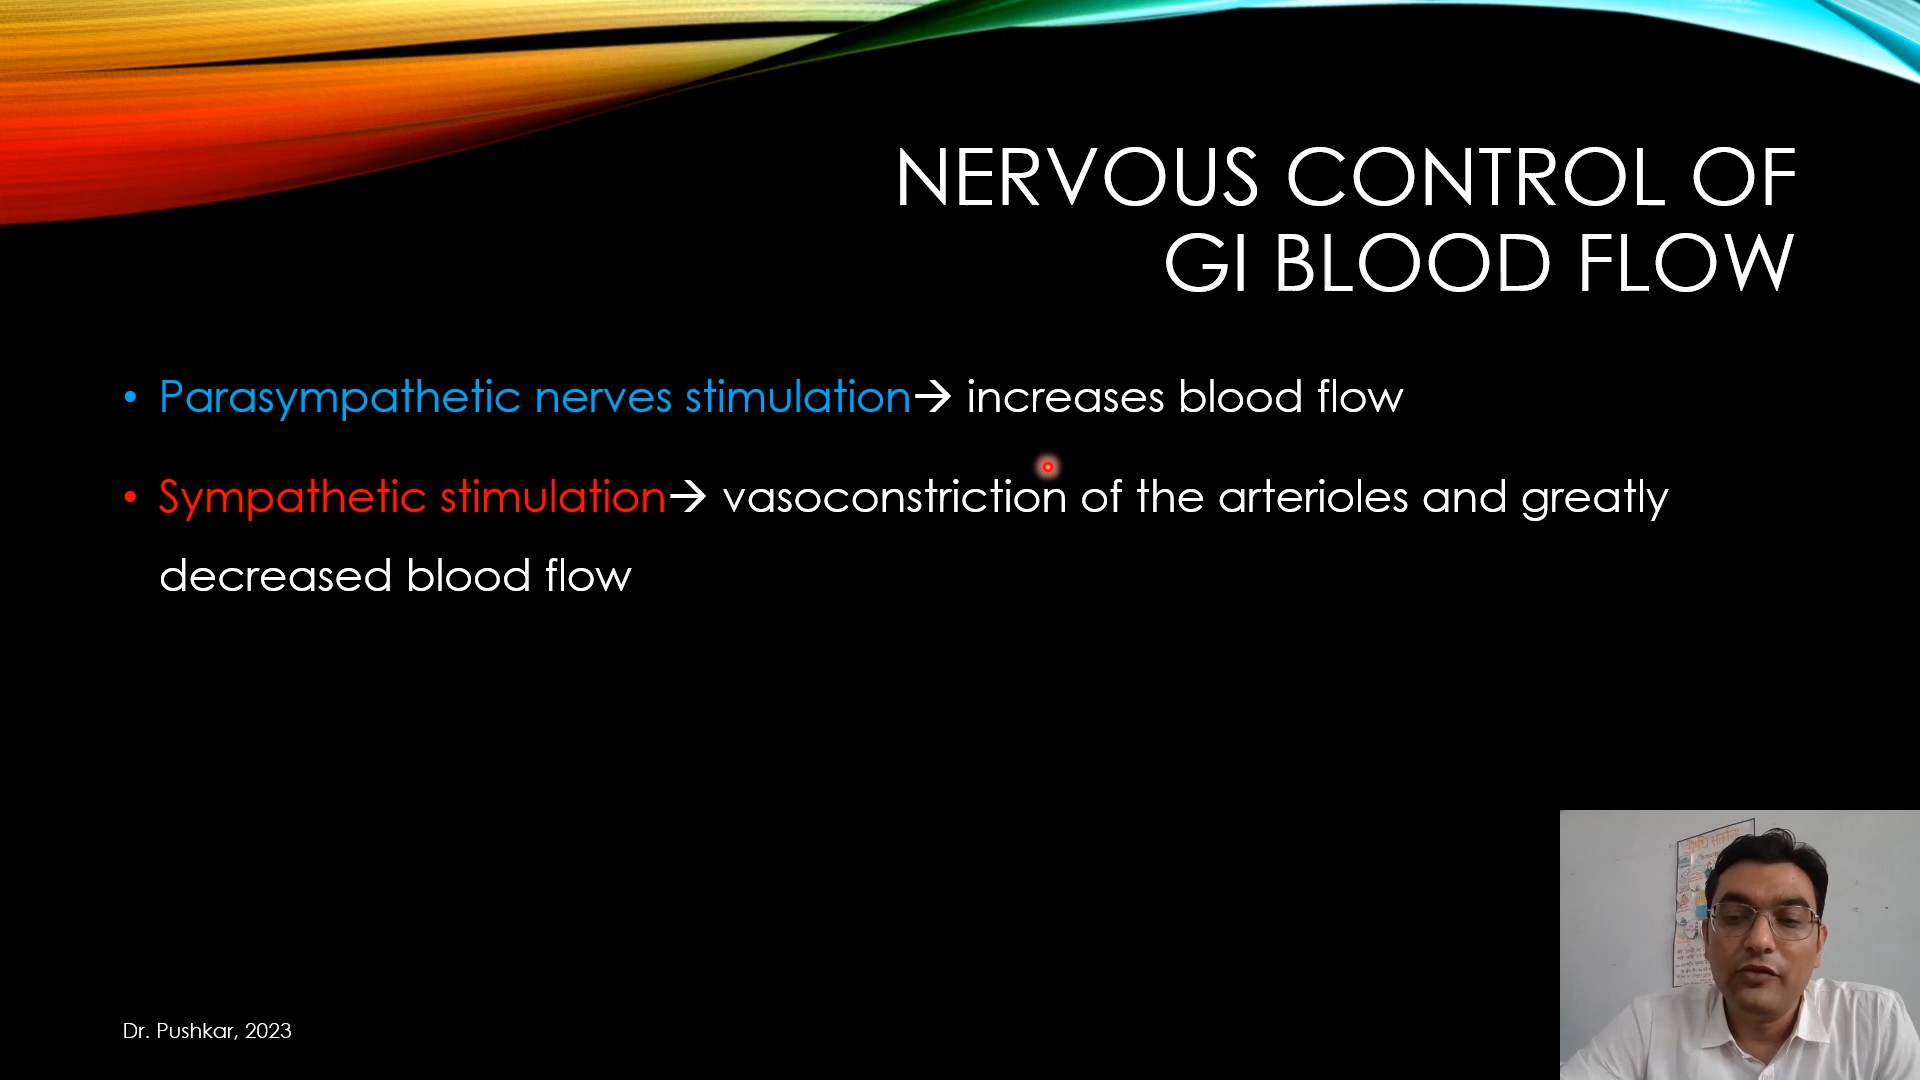 NERVOUS CONTROL OF
GI BLOOD FLOW
• Parasympathetic nerves stimulation→ increases blood flow
• Sympathetic stimulation→ vasoconstriction of the arterioles and greatly
decreased blood flow
Dr. Pushkar, 2023